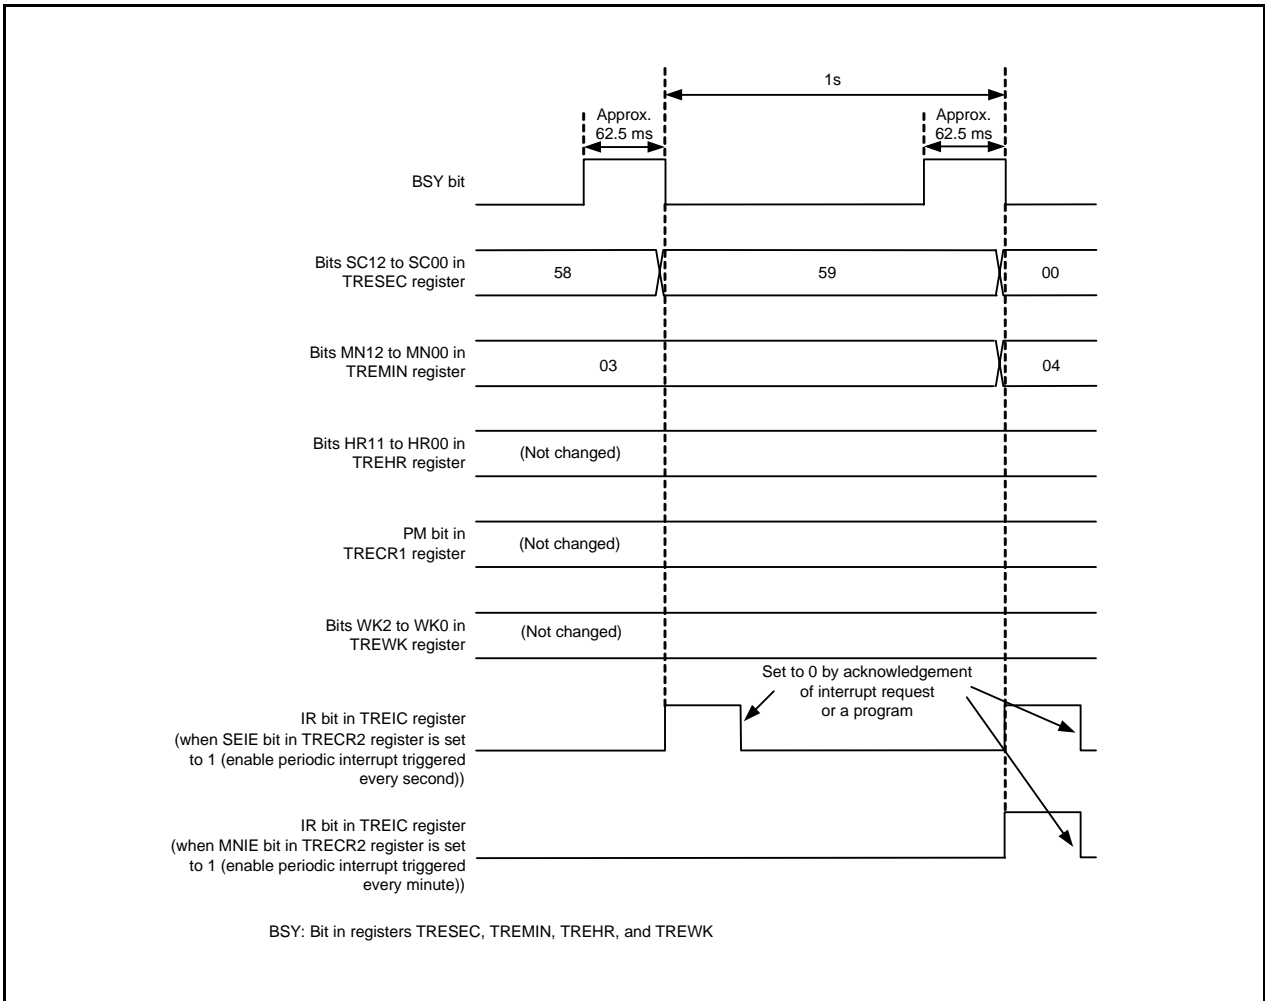 1s
Approx.
62.5 ms
Approx.
62.5 ms
BSY bit
Bits SC12 to SC00 in
TRESEC register
58
59
00
Bits MN12 to MN00 in
TREMIN register
03
04
Bits HR11 to HR00 in
TREHR register
(Not changed)
PM bit in
TRECR1 register
(Not changed)
Bits WK2 to WK0 in
TREWK register
(Not changed)
Set to 0 by acknowledgement
of interrupt request
or a program
IR bit in TREIC register
(when SEIE bit in TRECR2 register is set
to 1 (enable periodic interrupt triggered
every second))
IR bit in TREIC register
(when MNIE bit in TRECR2 register is set
to 1 (enable periodic interrupt triggered
every minute))
BSY: Bit in registers TRESEC, TREMIN, TREHR, and TREWK